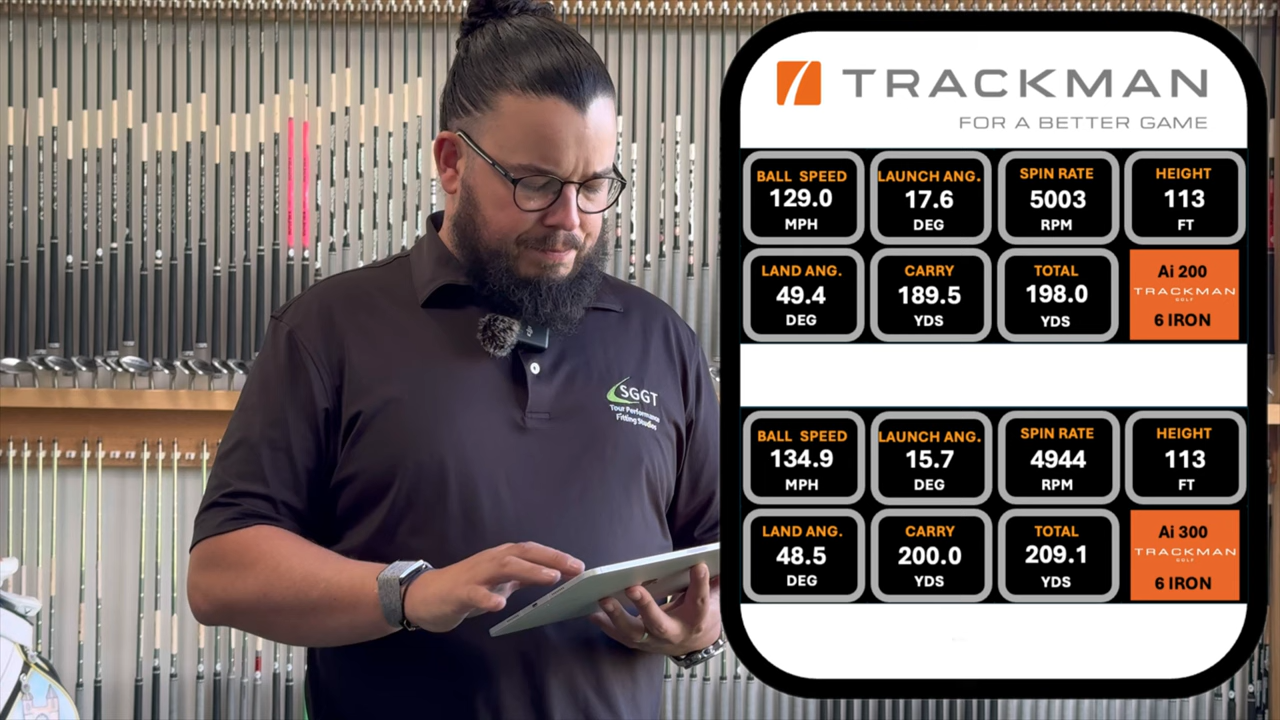 TRACKMAN
FOR A BETTER GAME
BALL SPEED
129.0
MPH
LAUNCH ANG.
17.6
DEG
SPIN RATE
5003
RPM
HEIGHT
113
FT
LAND ANG.
49.4
DEG
CARRY
189.5
YDS
TOTAL
198.0
YDS
Ai 200
TRACKMAN
GOLF
6 IRON
BALL SPEED
134.9
MPH
LAUNCH ANG.
15.7
DEG
SPIN RATE
4944
RPM
HEIGHT
113
FT
LAND ANG.
48.5
DEG
CARRY
200.0
YDS
TOTAL
209.1
YDS
Ai 300
TRACKMAN
GOLF
6 IRON
SGGT
Tour Performance
Fitting Studios